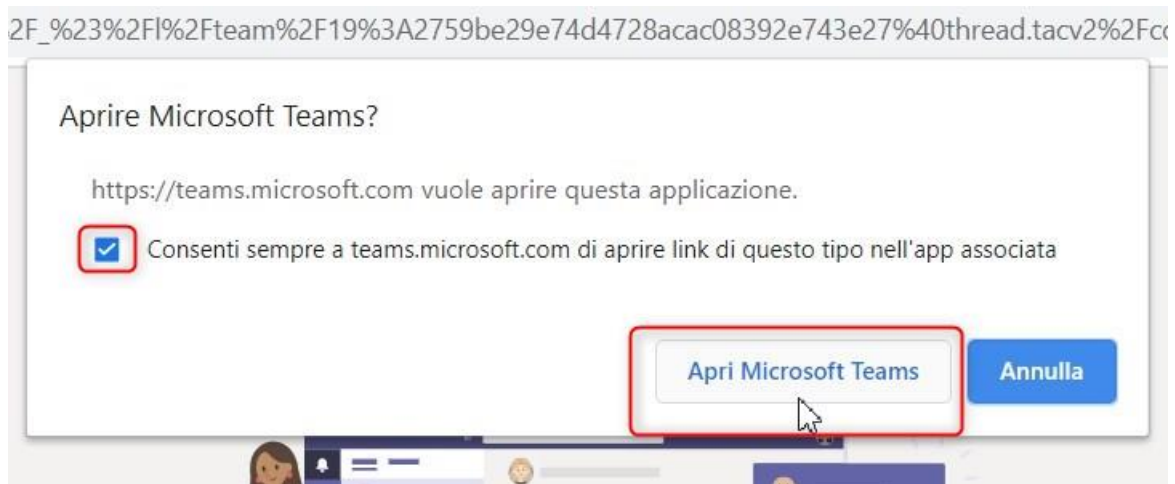 2F_%23%2Fl%2Fteam%2F19%3A2759be29e74d4728acac08392e743e27%40thread.tacv2%2Fc
Aprire Microsoft Teams?
https://teams.microsoft.com vuole aprire questa applicazione.
Consenti sempre a teams.microsoft.com di aprire link di questo tipo nell'app associata
Apri Microsoft Teams
Annulla